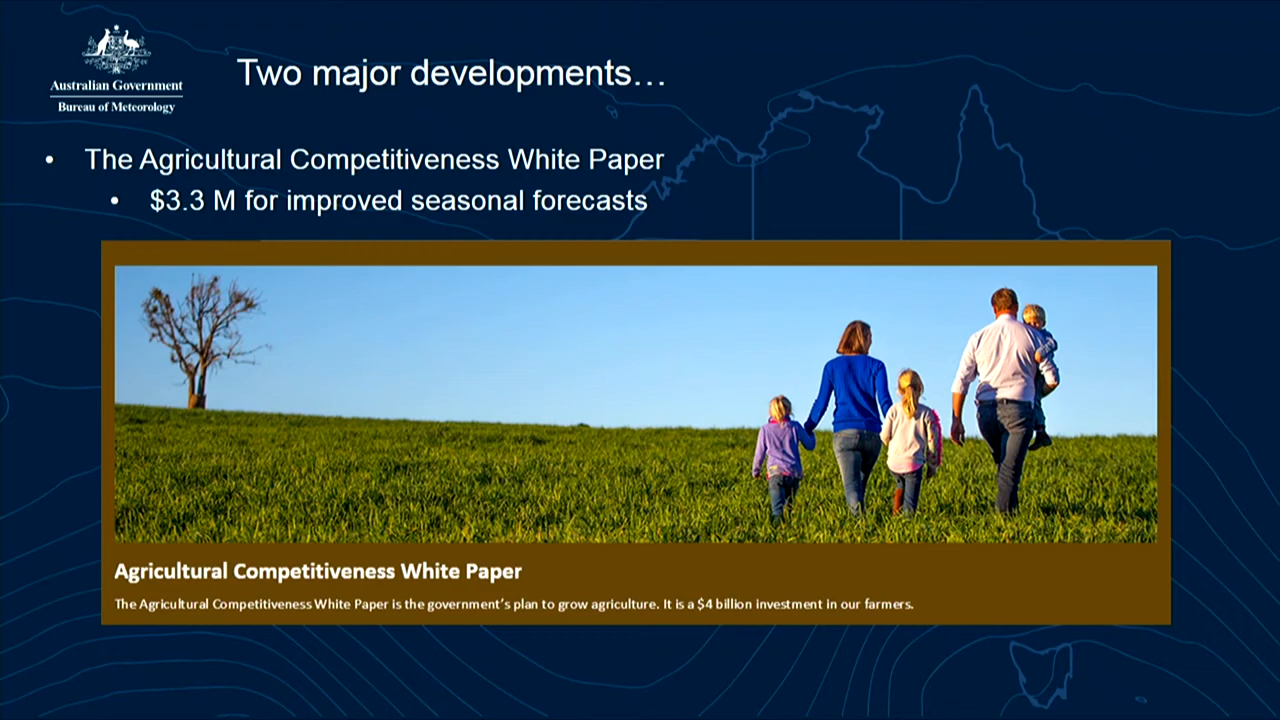 Australian Government
Bureau of Meteorology
Two major developments…
• The Agricultural Competitiveness White Paper
• $3.3 M for improved seasonal forecasts
Agricultural Competitiveness White Paper
The Agricultural Competitiveness White Paper is the government's plan to grow agriculture. It is a $4 billion investment in our farmers.